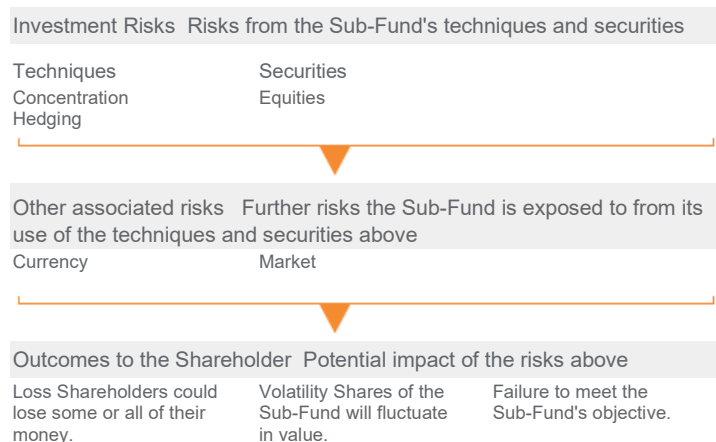 Investment Risks Risks from the Sub-Fund's techniques and securities
Techniques
Concentration
Hedging
Securities
Equities
Other associated risks Further risks the Sub-Fund is exposed to from its
use of the techniques and securities above
Currency
Market
Outcomes to the Shareholder Potential impact of the risks above
Loss Shareholders could
lose some or all of their
money.
Volatility Shares of the
Sub-Fund will fluctuate
in value.
Failure to meet the
Sub-Fund's objective.